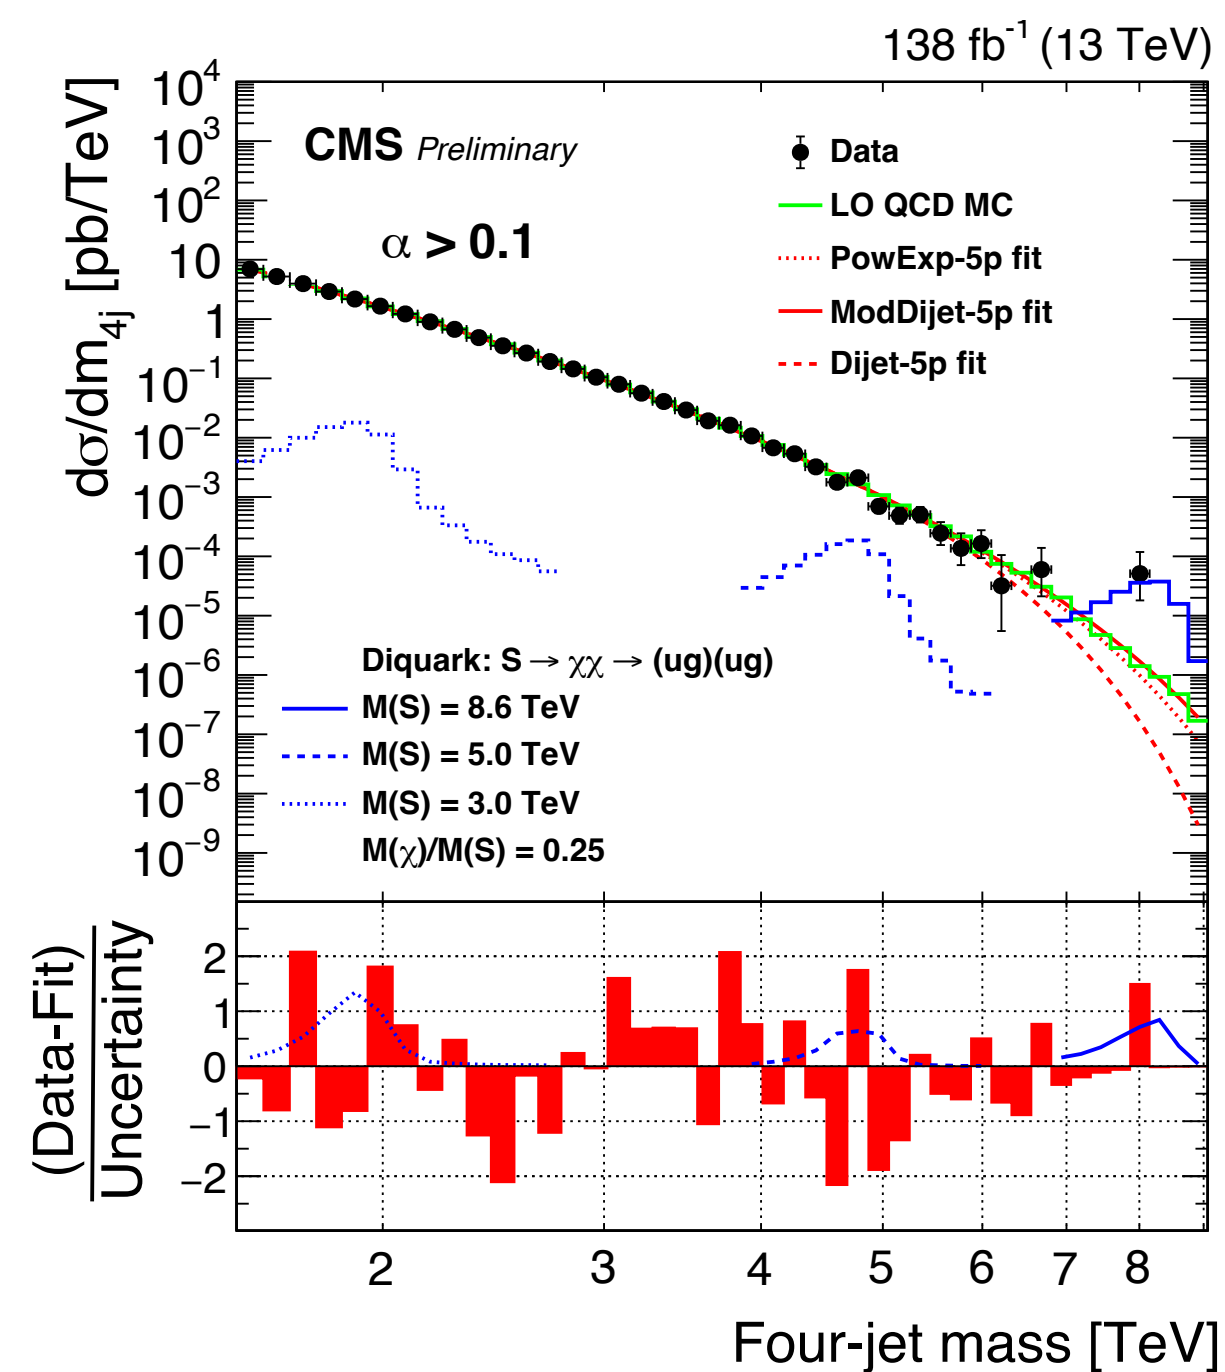 138 fb⁻¹ (13 TeV)
CMS Preliminary
α > 0.1
Data
LO QCD MC
PowExp-5p fit
ModDijet-5p fit
Dijet-5p fit
dσ/dm₄ⱼ [pb/TeV]
10⁴
10³
10²
10
1
10⁻¹
10⁻²
10⁻³
10⁻⁴
10⁻⁵
10⁻⁶
10⁻⁷
10⁻⁸
10⁻⁹
Diquark: S → χχ → (ug)(ug)
M(S) = 8.6 TeV
M(S) = 5.0 TeV
M(S) = 3.0 TeV
M(χ)/M(S) = 0.25
(Data-Fit)
Uncertainty
2
1
0
−1
−2
2 3 4 5 6 7 8
Four-jet mass [TeV]